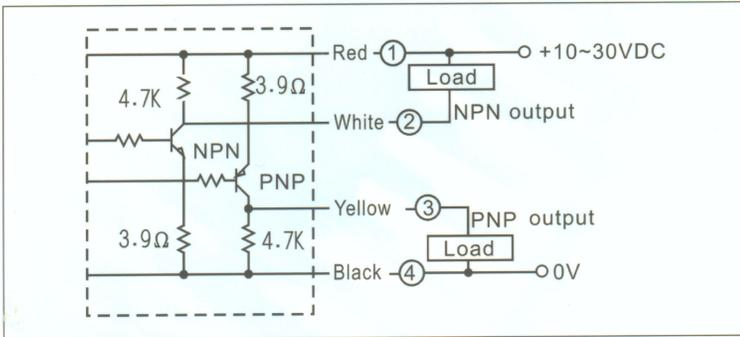 Red 1 +10~30VDC
Load
3.9Ω
4.7K
NPN output
White 2
NPN
PNP
Yellow 3
PNP output
3.9Ω
4.7K
Load
Black 4 0V